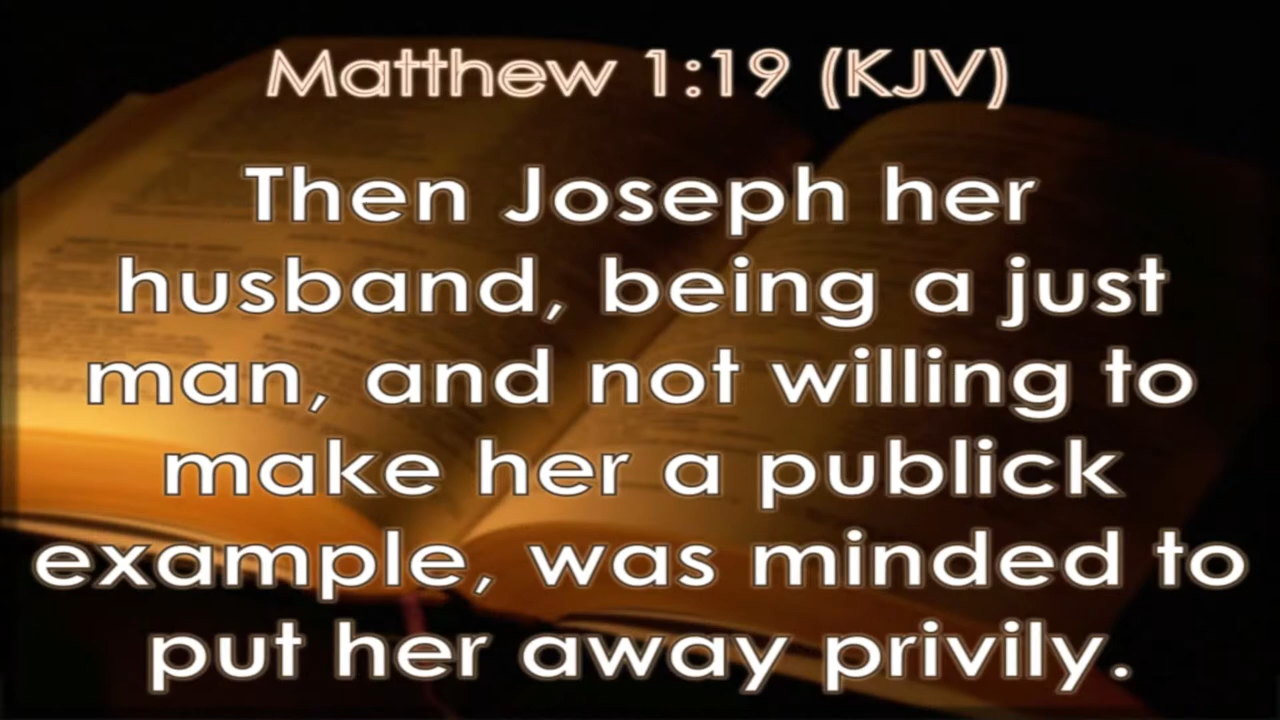 Matthew 1:19 (KJV)
Then Joseph her
husband, being a just
man, and not willing to
make her a publick
example, was minded to
put her away privily.